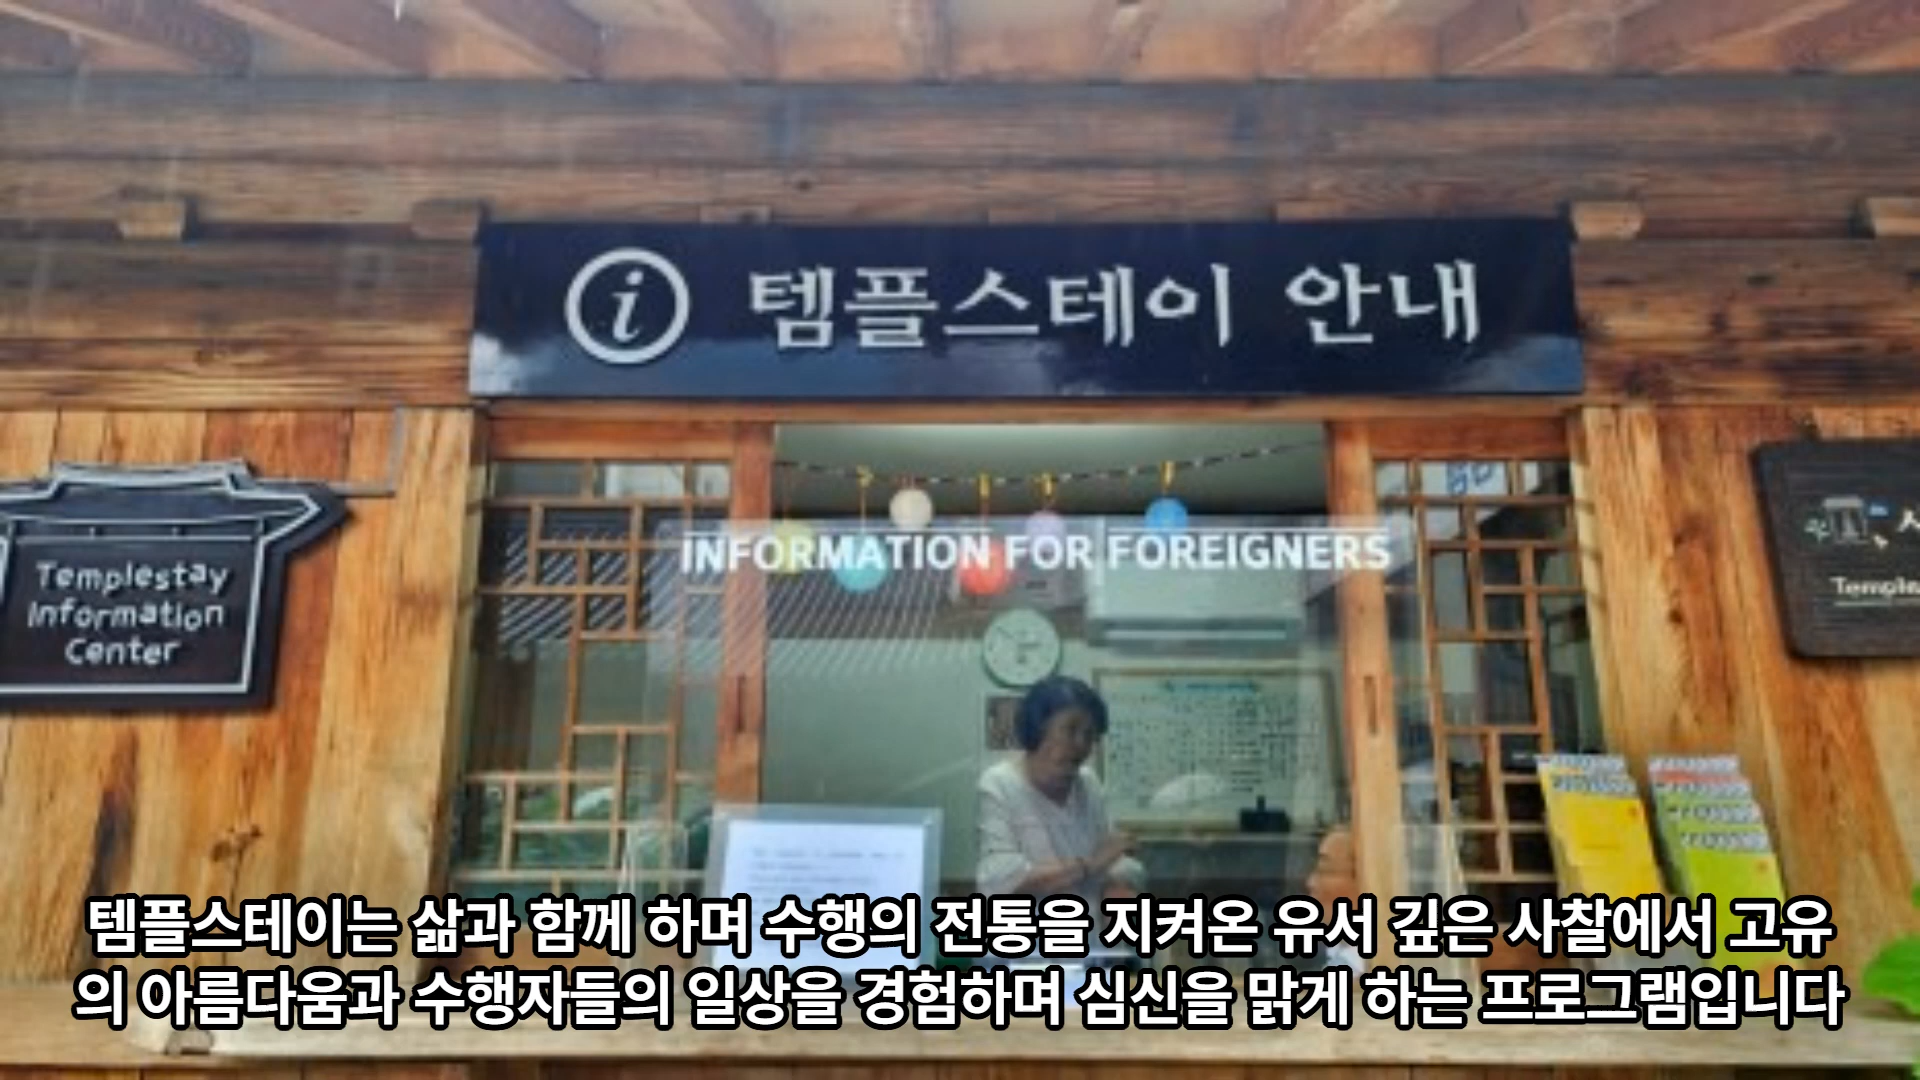 i 템플스테이 안내
INFORMATION FOR FOREIGNERS
Templestay
Information
Center
템플스테이는 삶과 함께 하며 수행의 전통을 지켜온 유서 깊은 사찰에서 고유
의 아름다움과 수행자들의 일상을 경험하며 심신을 맑게 하는 프로그램입니다